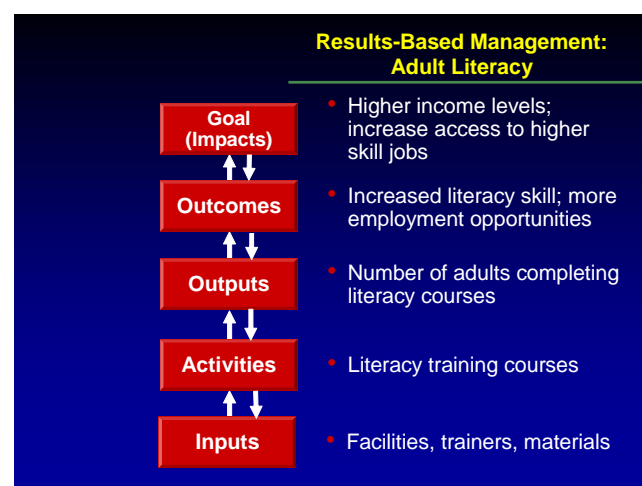 Results-Based Management:
Adult Literacy
Goal
(Impacts)
• Higher income levels;
increase access to higher
skill jobs
Outcomes
• Increased literacy skill; more
employment opportunities
Outputs
• Number of adults completing
literacy courses
Activities
• Literacy training courses
Inputs
• Facilities, trainers, materials